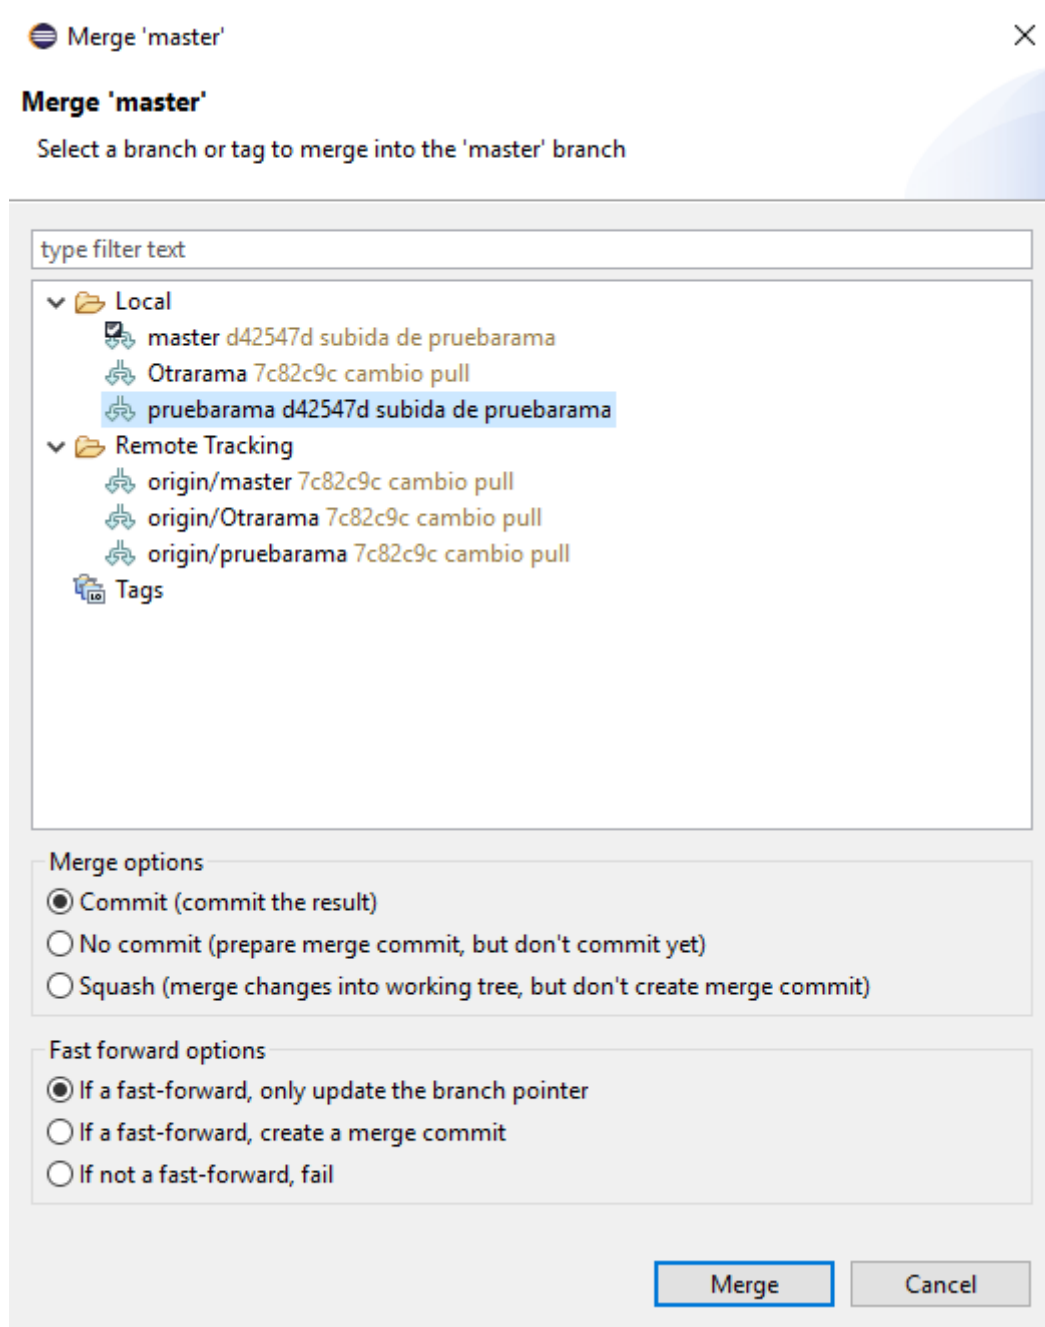 Merge 'master'
Merge 'master'
Select a branch or tag to merge into the 'master' branch
type filter text
Local
master d42547d subida de pruebarama
Otrarama 7c82c9c cambio pull
pruebarama d42547d subida de pruebarama
Remote Tracking
origin/master 7c82c9c cambio pull
origin/Otrarama 7c82c9c cambio pull
origin/pruebarama 7c82c9c cambio pull
Tags
Merge options
Commit (commit the result)
No commit (prepare merge commit, but don't commit yet)
Squash (merge changes into working tree, but don't create merge commit)
Fast forward options
If a fast-forward, only update the branch pointer
If a fast-forward, create a merge commit
If not a fast-forward, fail
Merge Cancel